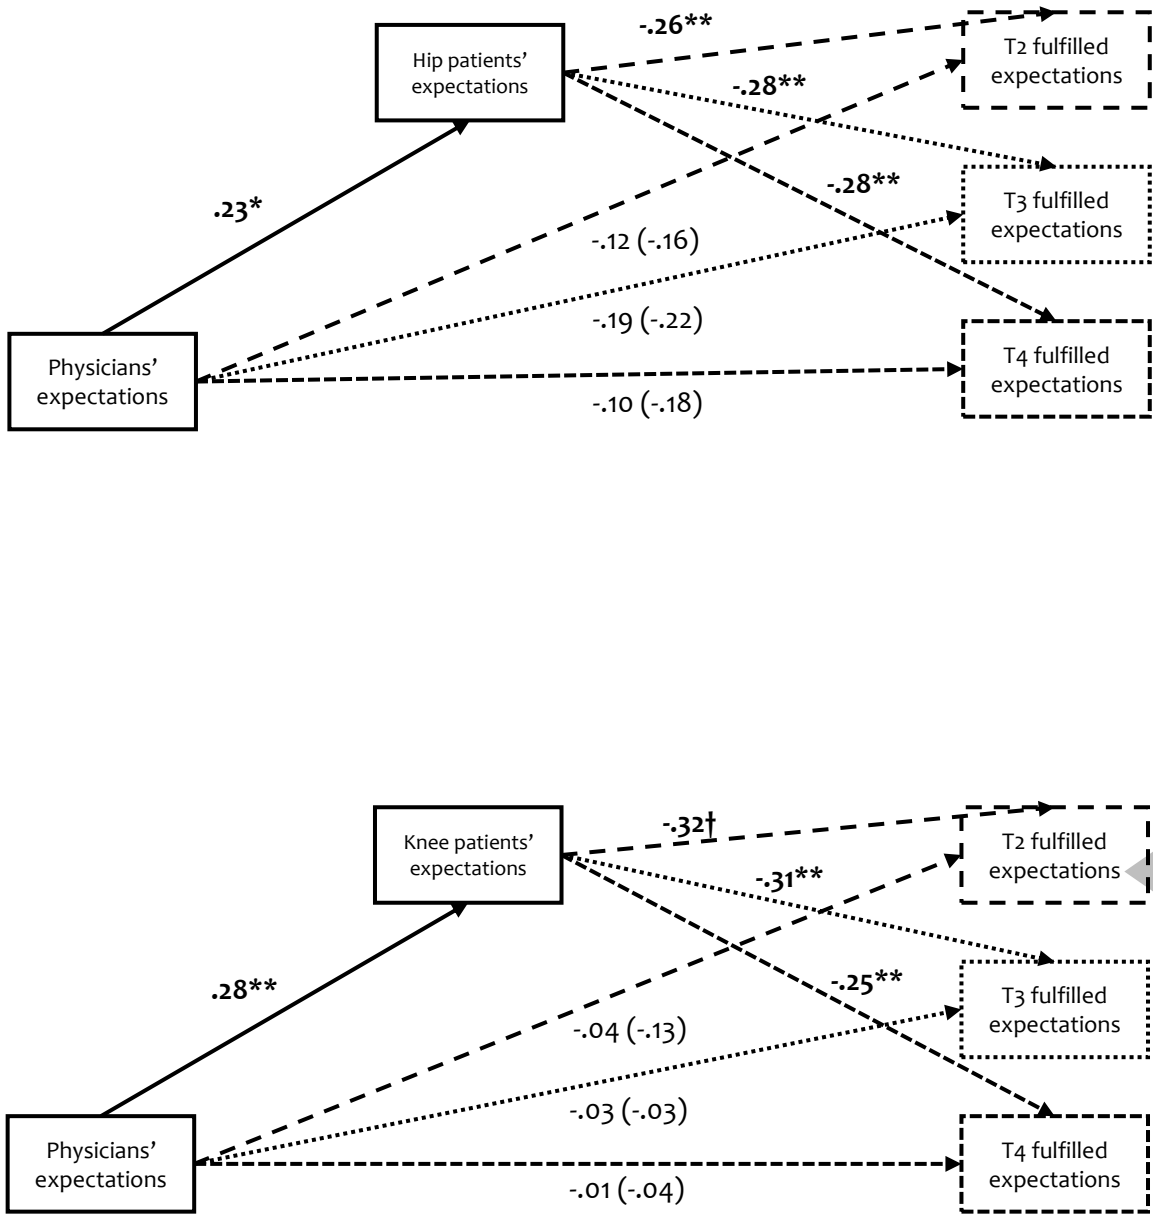 -.26**
Hip patients’
expectations
T2 fulfilled
expectations
-.28**
-.28**
.23*
T3 fulfilled
expectations
-.12 (-.16)
-.19 (-.22)
Physicians’
expectations
T4 fulfilled
expectations
-.10 (-.18)
-.32†
Knee patients’
expectations
T2 fulfilled
expectations
-.31**
-.25**
.28**
T3 fulfilled
expectations
-.04 (-.13)
-.03 (-.03)
Physicians’
expectations
T4 fulfilled
expectations
-.01 (-.04)